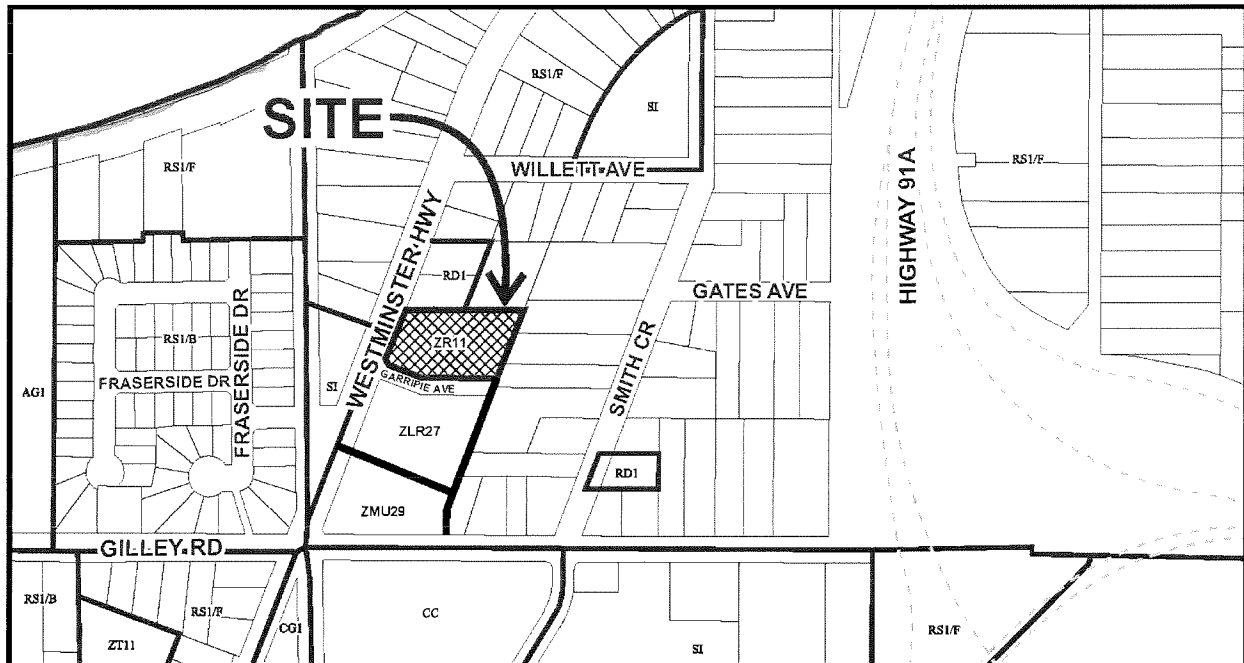 RS1/F
SI
SITE
RS1/F
WILLETT AVE
RS1/F
WESTMINSTER HWY
RD1
GATES AVE
HIGHWAY 91A
FRASERSIDE DR
RS1/B
ZR11
FRASERSIDE DR
GARRIPIE AVE
SI
AG1
SMITH CR
ZLR27
RD1
ZMU29
GILLEY RD
RS1/B
RS1/F
CG1
CC
ZT11
SI
RS1/F